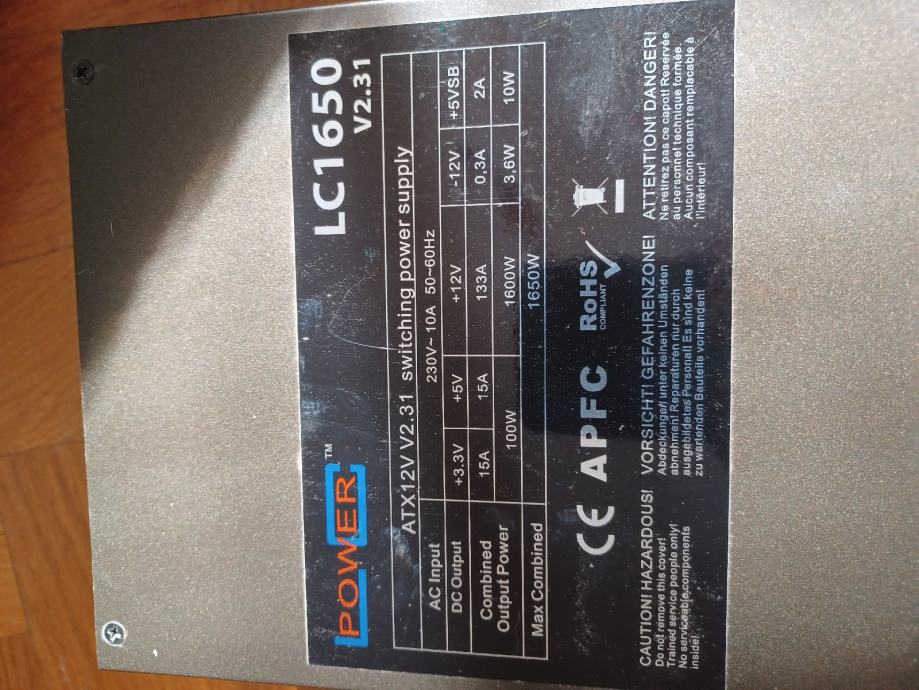 POWER™
LC1650
V2.31
ATX12V V2.31 switching power supply
AC Input 230V~ 10A 50~60Hz
DC Output +3.3V +5V +12V -12V +5VSB
Combined 15A 15A 133A 0,3A 2A
Output Power 100W 1600W 3,6W 10W
Max Combined 1650W
CE APFC RoHS
COMPLIANT
CAUTION! HAZARDOUS!
Do not remove this cover!
Trained service people only!
No serviceable components
inside!
VORSICHT! GEFAHRENZONE!
Abdeckungen unter keinen Umständen
abnehmen! Reparaturen nur durch
ausgebildetes Personal! Es sind keine
zu wartenden Bauteile vorhanden!
ATTENTION! DANGER!
Ne retirez pas ce capot! Reservée
au personnel technique formée.
Aucun composant remplacable à
l'intérieur!